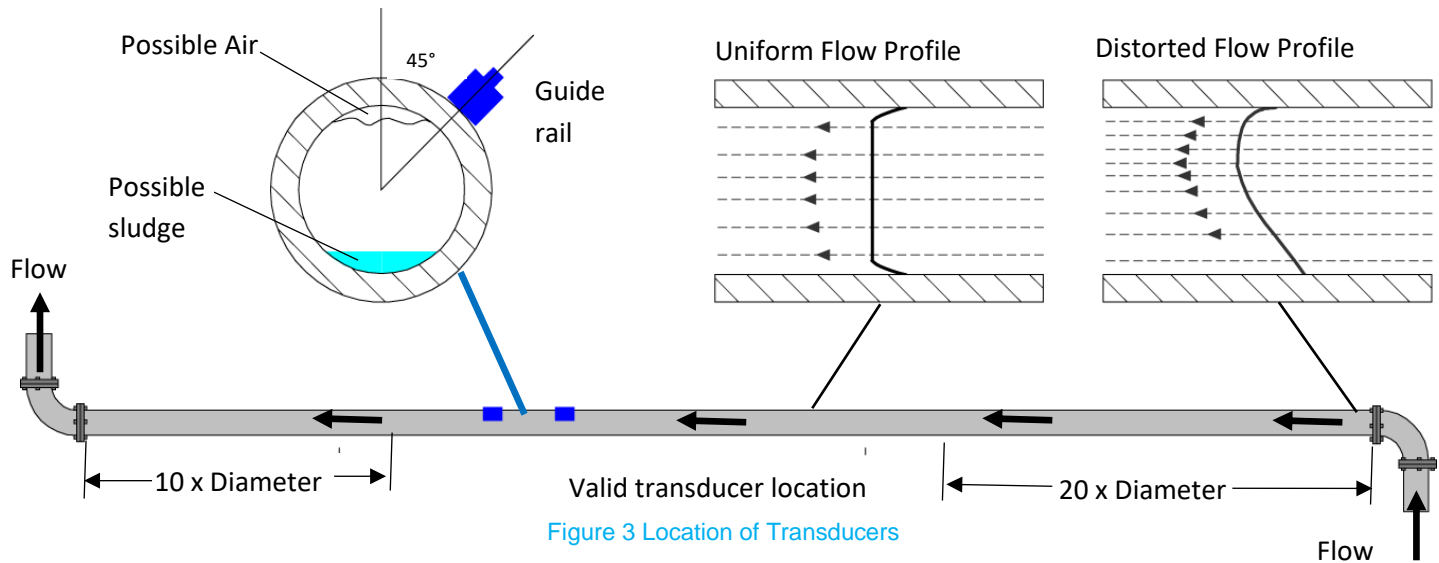 Possible Air
45°
Guide
rail
Possible
sludge
Uniform Flow Profile
Distorted Flow Profile
Flow
10 x Diameter
Valid transducer location
20 x Diameter
Figure 3 Location of Transducers
Flow